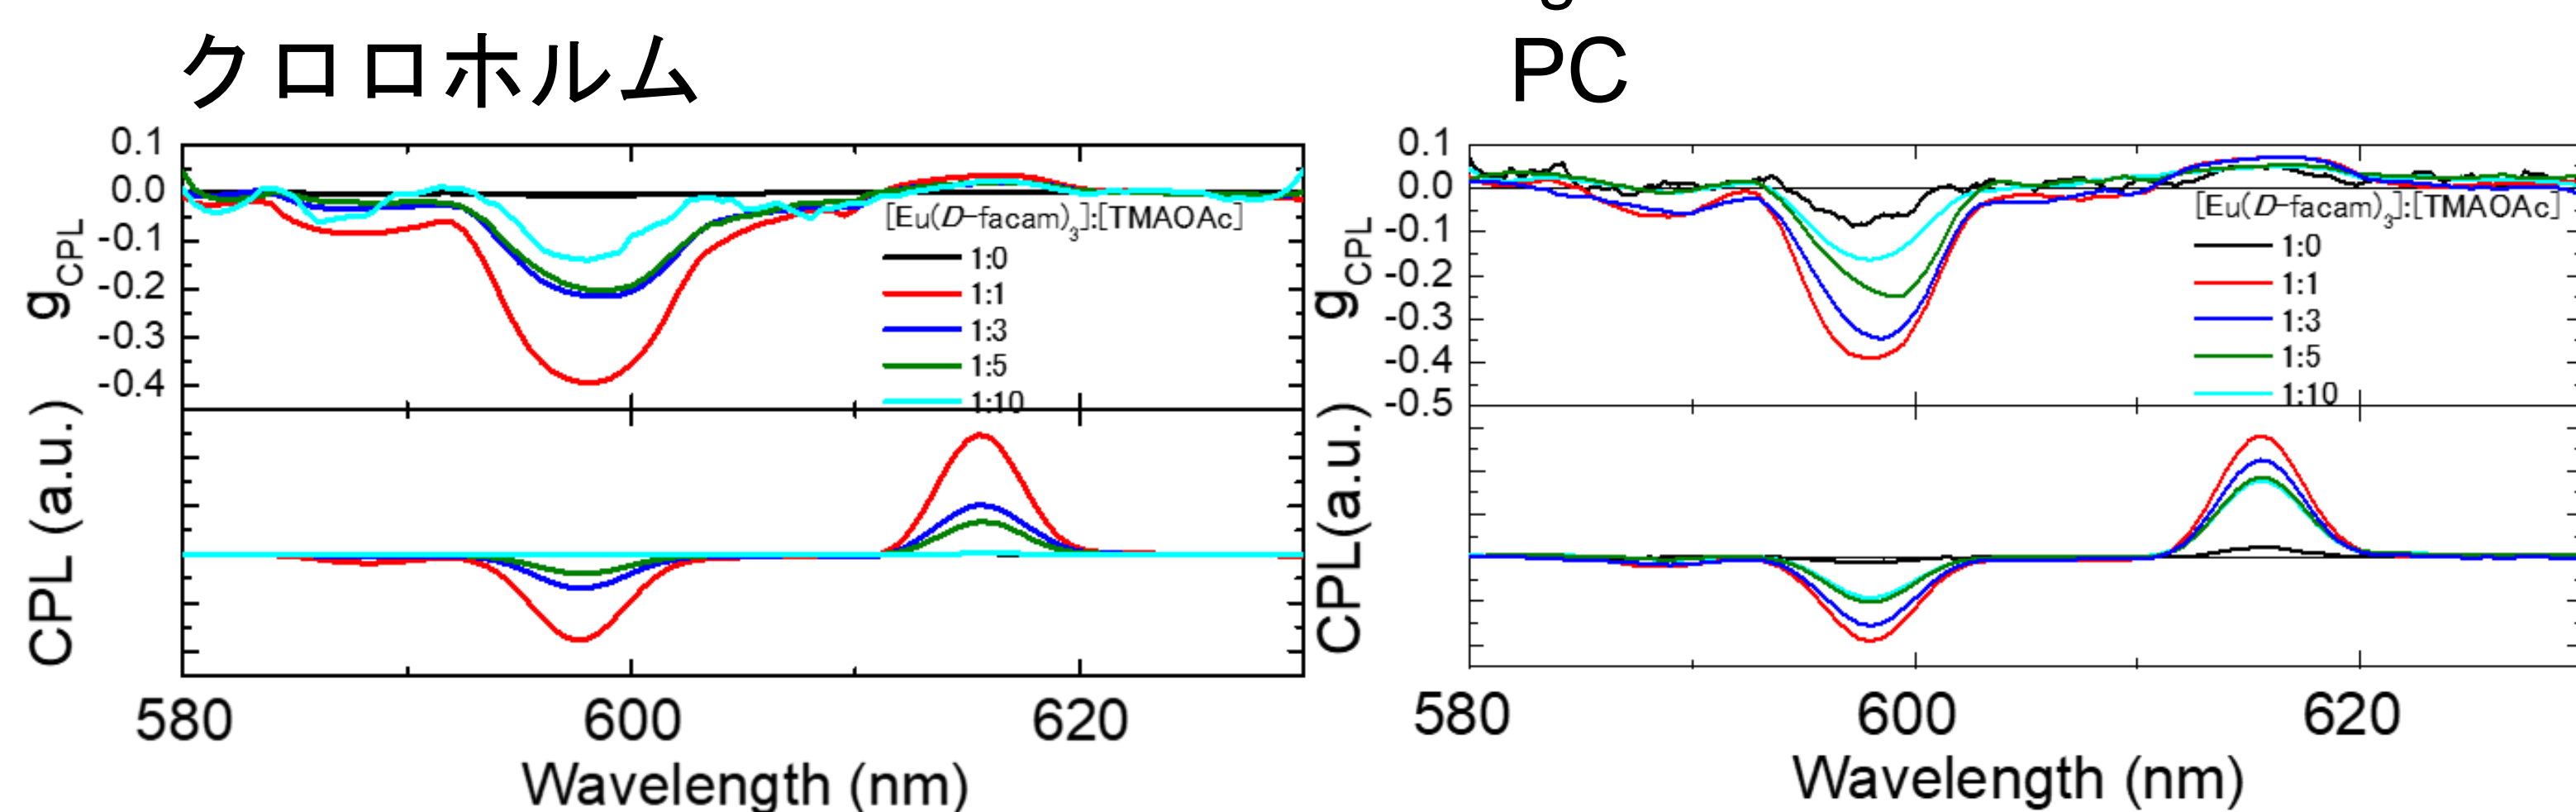 クロロホルム
0.1
0.0
-0.1
-0.2
-0.3
-0.4
gCPL
CPL (a.u.)
[Eu(D-facam)3]:[TMAOAc]
1:0
1:1
1:3
1:5
1:10
580
600
620
Wavelength (nm)
PC
0.1
0.0
-0.1
-0.2
-0.3
-0.4
-0.5
gCPL
CPL(a.u.)
[Eu(D-facam)3]:[TMAOAc]
1:0
1:1
1:3
1:5
1:10
580
600
620
Wavelength (nm)